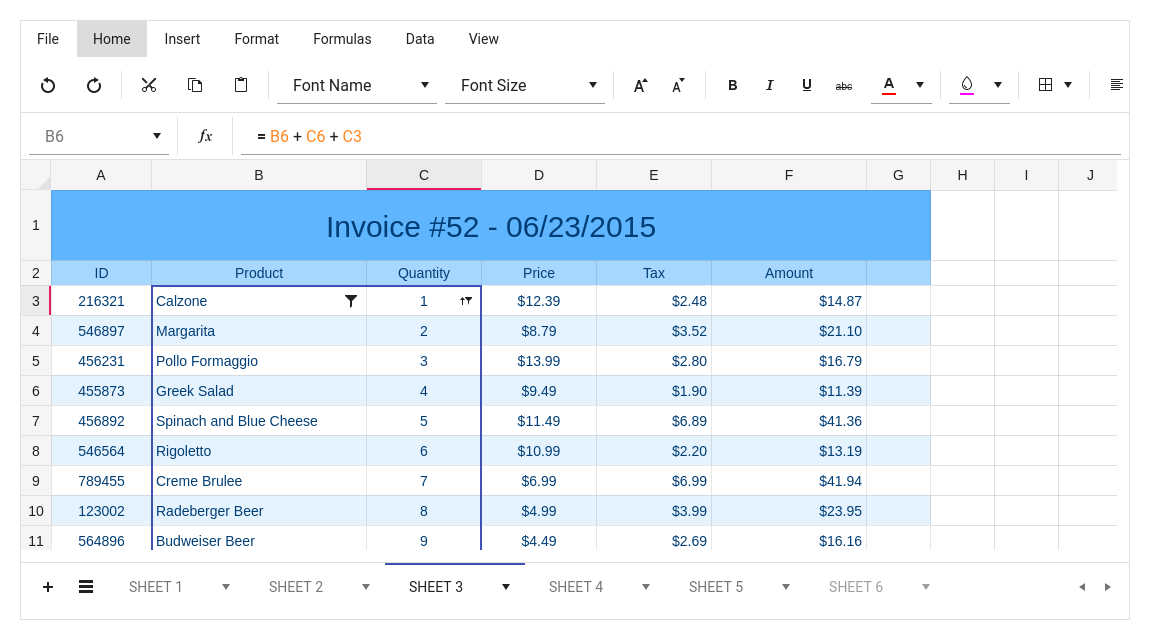 File Home Insert Format Formulas Data View
Font Name Font Size A A B I U abc A
B6 fx = B6 + C6 + C3
A B C D E F G H I J
1 Invoice #52 - 06/23/2015
2 ID Product Quantity Price Tax Amount
3 216321 Calzone 1 $12.39 $2.48 $14.87
4 546897 Margarita 2 $8.79 $3.52 $21.10
5 456231 Pollo Formaggio 3 $13.99 $2.80 $16.79
6 455873 Greek Salad 4 $9.49 $1.90 $11.39
7 456892 Spinach and Blue Cheese 5 $11.49 $6.89 $41.36
8 546564 Rigoletto 6 $10.99 $2.20 $13.19
9 789455 Creme Brulee 7 $6.99 $6.99 $41.94
10 123002 Radeberger Beer 8 $4.99 $3.99 $23.95
11 564896 Budweiser Beer 9 $4.49 $2.69 $16.16
SHEET 1 SHEET 2 SHEET 3 SHEET 4 SHEET 5 SHEET 6